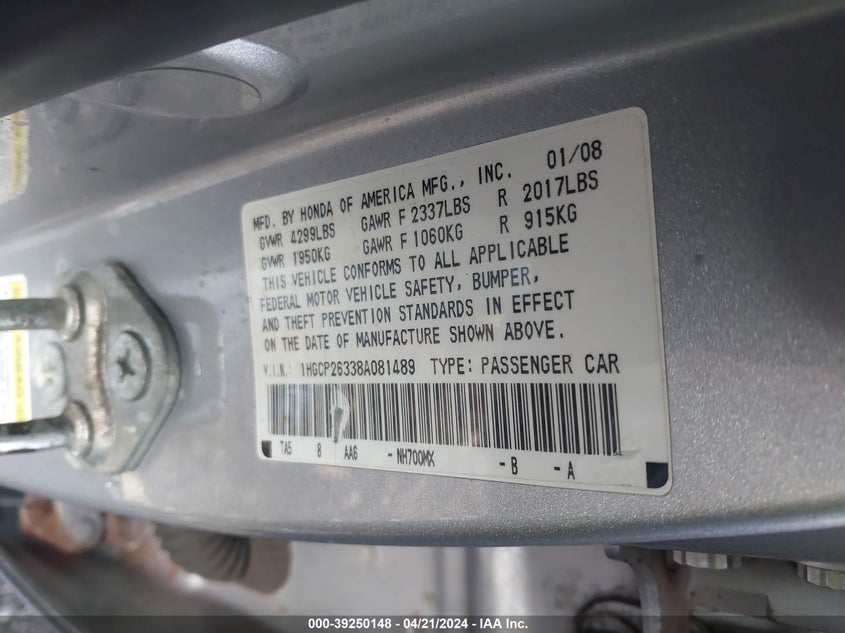 MFD. BY HONDA OF AMERICA MFG., INC. 01/08
GVWR 4299LBS GAWR F 2337LBS R 2017LBS
GVWR 1950KG GAWR F 1060KG R 915KG
THIS VEHICLE CONFORMS TO ALL APPLICABLE
FEDERAL MOTOR VEHICLE SAFETY, BUMPER,
AND THEFT PREVENTION STANDARDS IN EFFECT
ON THE DATE OF MANUFACTURE SHOWN ABOVE.
V.I.N.: 1HGCP26338A081489 TYPE: PASSENGER CAR
TA5 8 AA6 -NH700MX -B -A
000-39250148 - 04/21/2024 - IAA Inc.